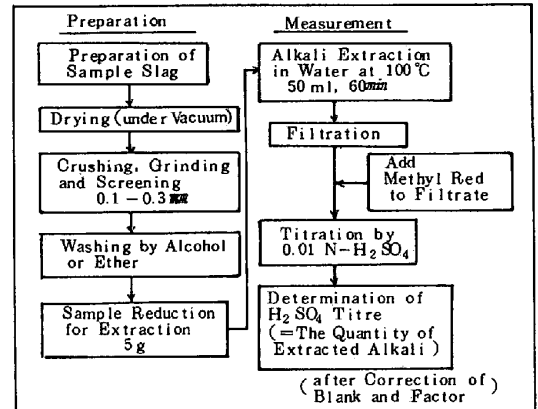 Preparation
Preparation of
Sample Slag
Drying (under Vacuum)
Crushing, Grinding
and Screening
0.1 - 0.3 mm
Washing by Alcohol
or Ether
Sample Reduction
for Extraction
5g
Measurement
Alkali Extraction
in Water at 100°C
50 ml, 60min
Filtration
Add
Methyl Red
to Filtrate
Titration by
0.01 N-H₂SO₄
Determination of
H₂SO₄ Titre
(=The Quantity of
Extracted Alkali)
(after Correction of
Blank and Factor)